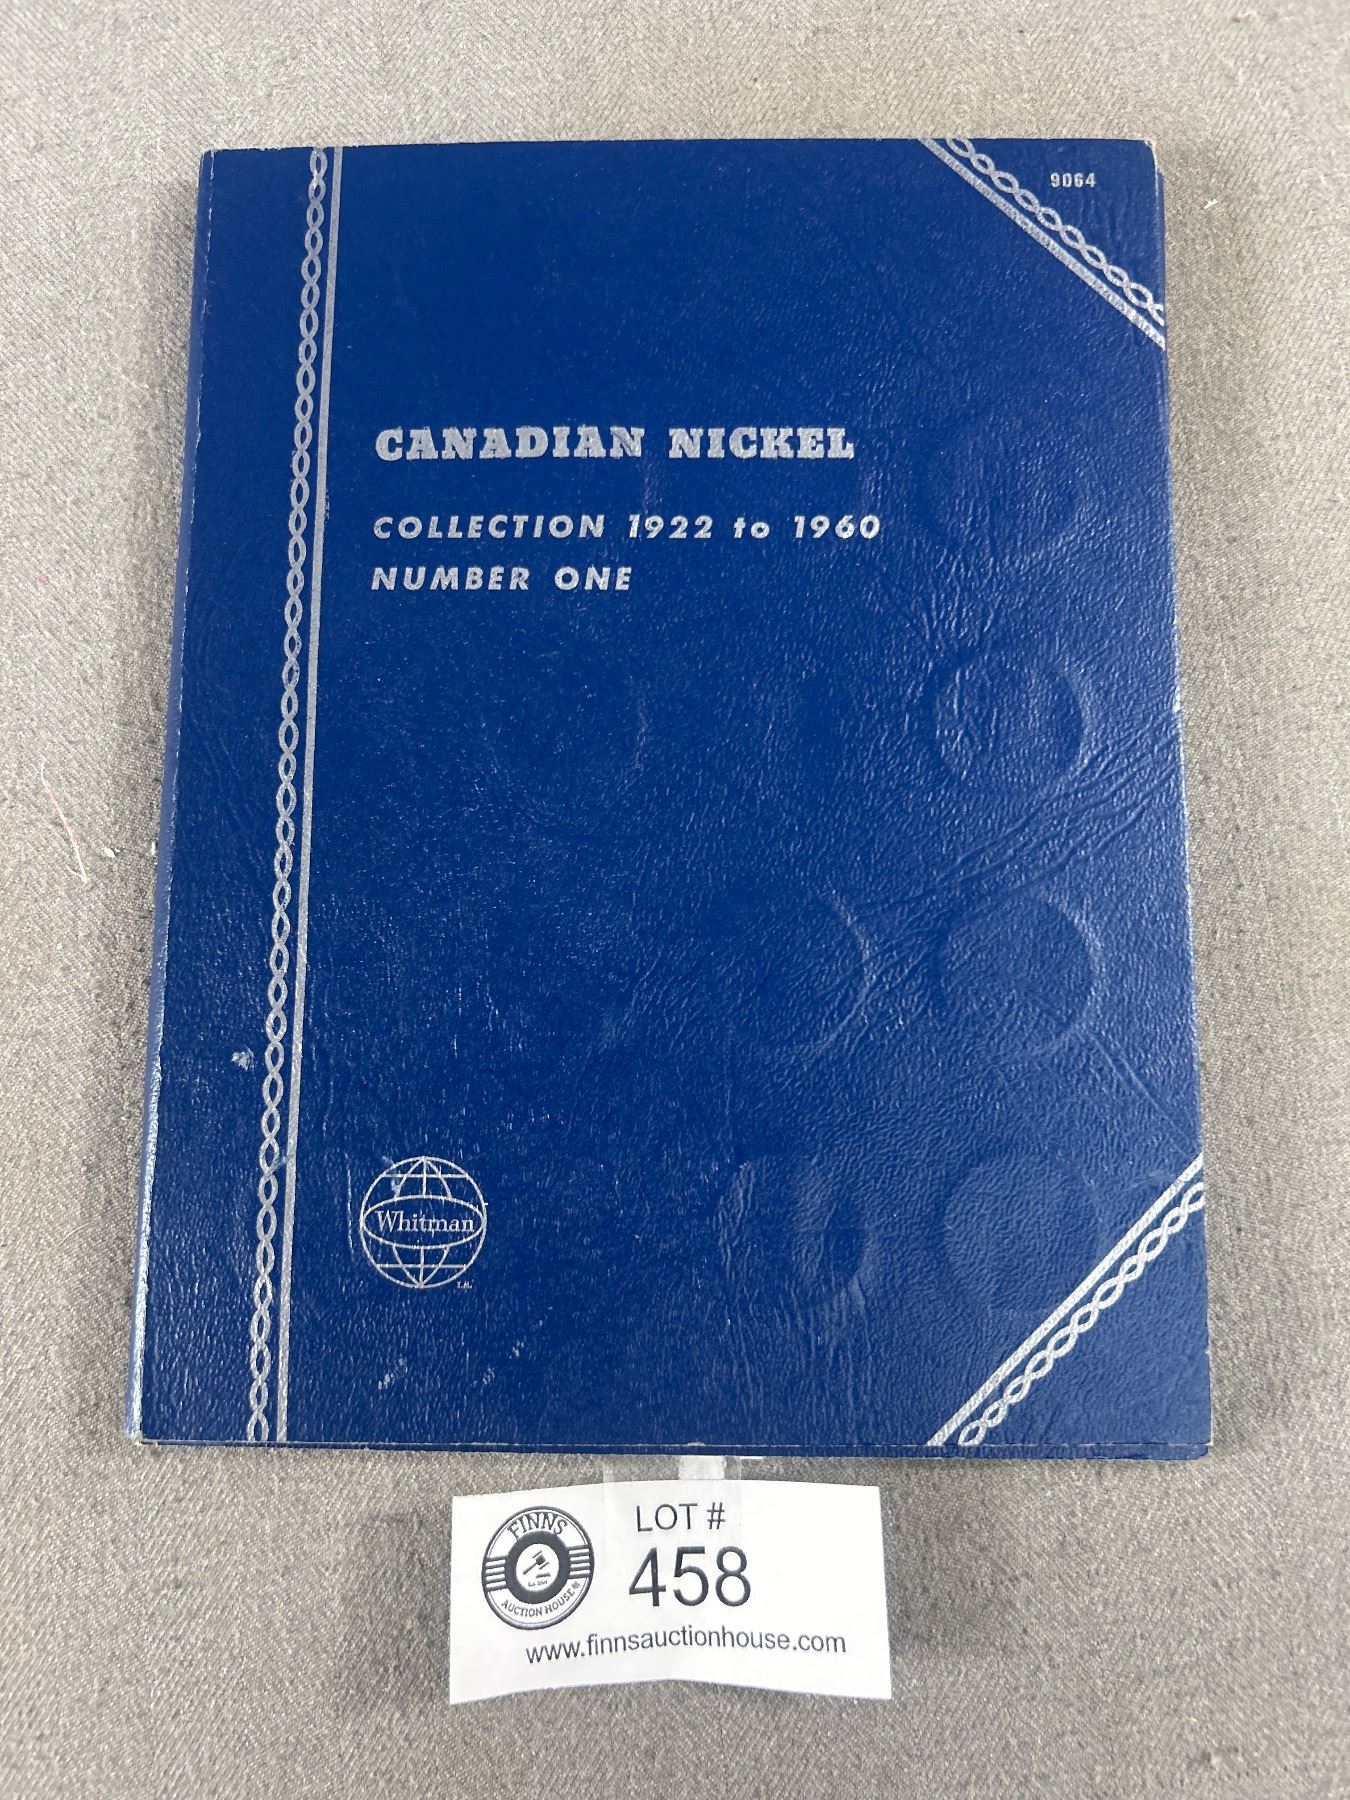 9064
CANADIAN NICKEL
COLLECTION 1922 to 1960
NUMBER ONE
Whitman
T.M.
LOT #
FINNS
458
AUCTION HOUSE
www.finnsauctionhouse.com